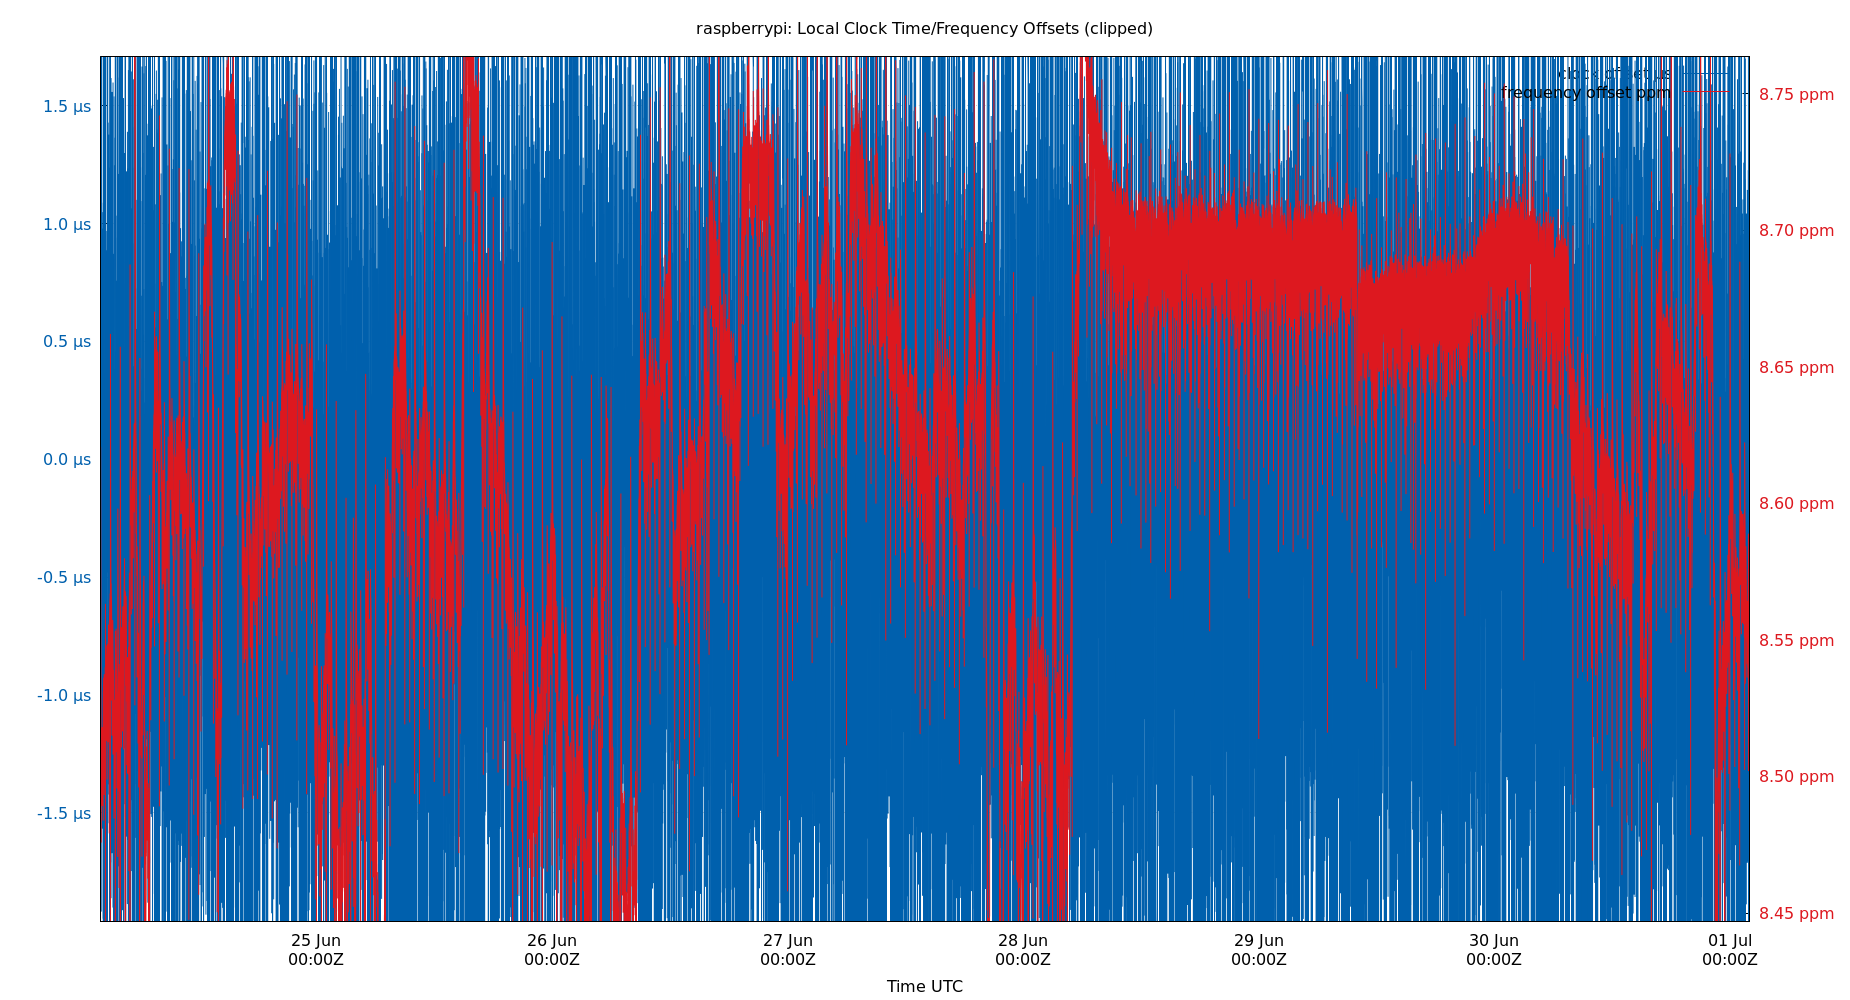 raspberrypi: Local Clock Time/Frequency Offsets (clipped)
clock offset us
frequency offset ppm
1.5 µs
1.0 µs
0.5 µs
0.0 µs
-0.5 µs
-1.0 µs
-1.5 µs
8.75 ppm
8.70 ppm
8.65 ppm
8.60 ppm
8.55 ppm
8.50 ppm
8.45 ppm
25 Jun 26 Jun 27 Jun 28 Jun 29 Jun 30 Jun 01 Jul
00:00Z 00:00Z 00:00Z 00:00Z 00:00Z 00:00Z 00:00Z
Time UTC